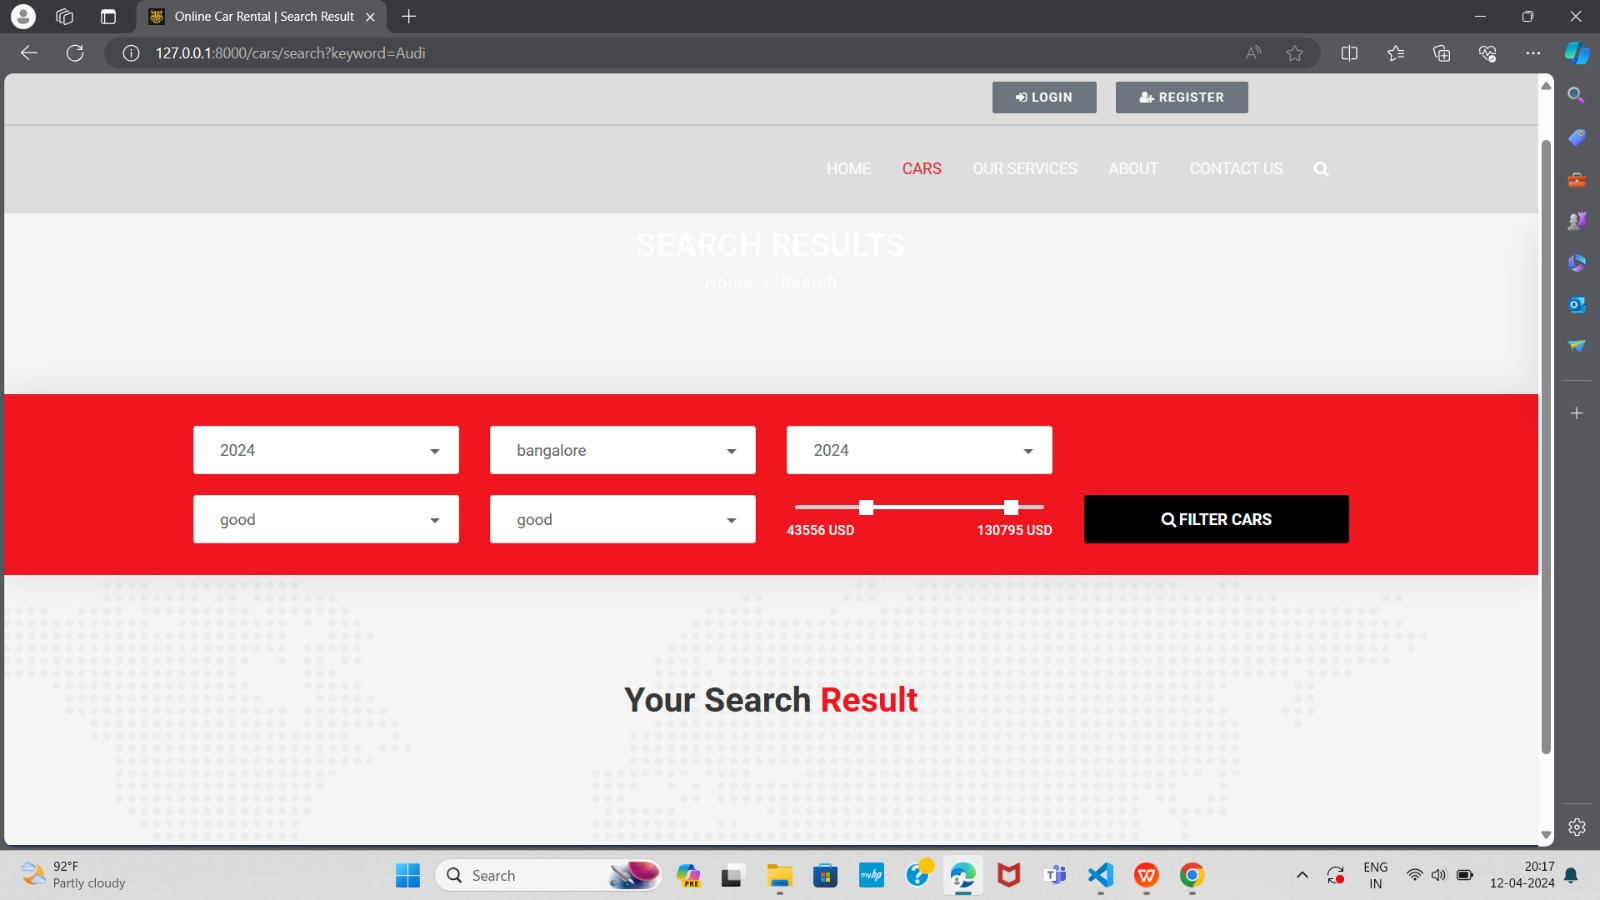 Online Car Rental | Search Result
127.0.0.1:8000/cars/search?keyword=Audi
LOGIN
REGISTER
HOME
CARS
OUR SERVICES
ABOUT
CONTACT US
SEARCH RESULTS
Home / Search
2024
bangalore
2024
good
good
43556 USD
130795 USD
FILTER CARS
Your Search Result
92°F
Partly cloudy
Search
PRE
myhp
ENG
IN
20:17
12-04-2024